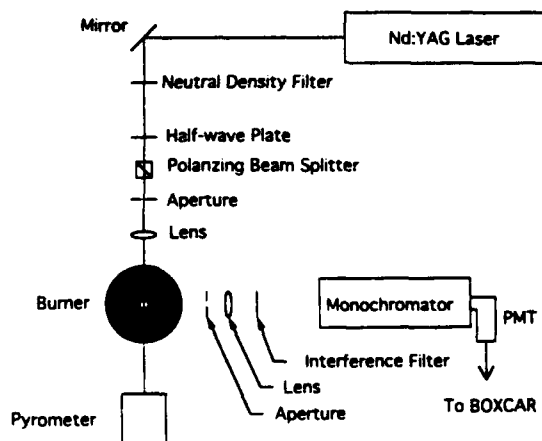 Mirror
Nd:YAG Laser
Neutral Density Filter
Half-wave Plate
Polanzing Beam Splitter
Aperture
Lens
Burner
Monochromator
PMT
Interference Filter
Lens
Aperture
To BOXCAR
Pyrometer